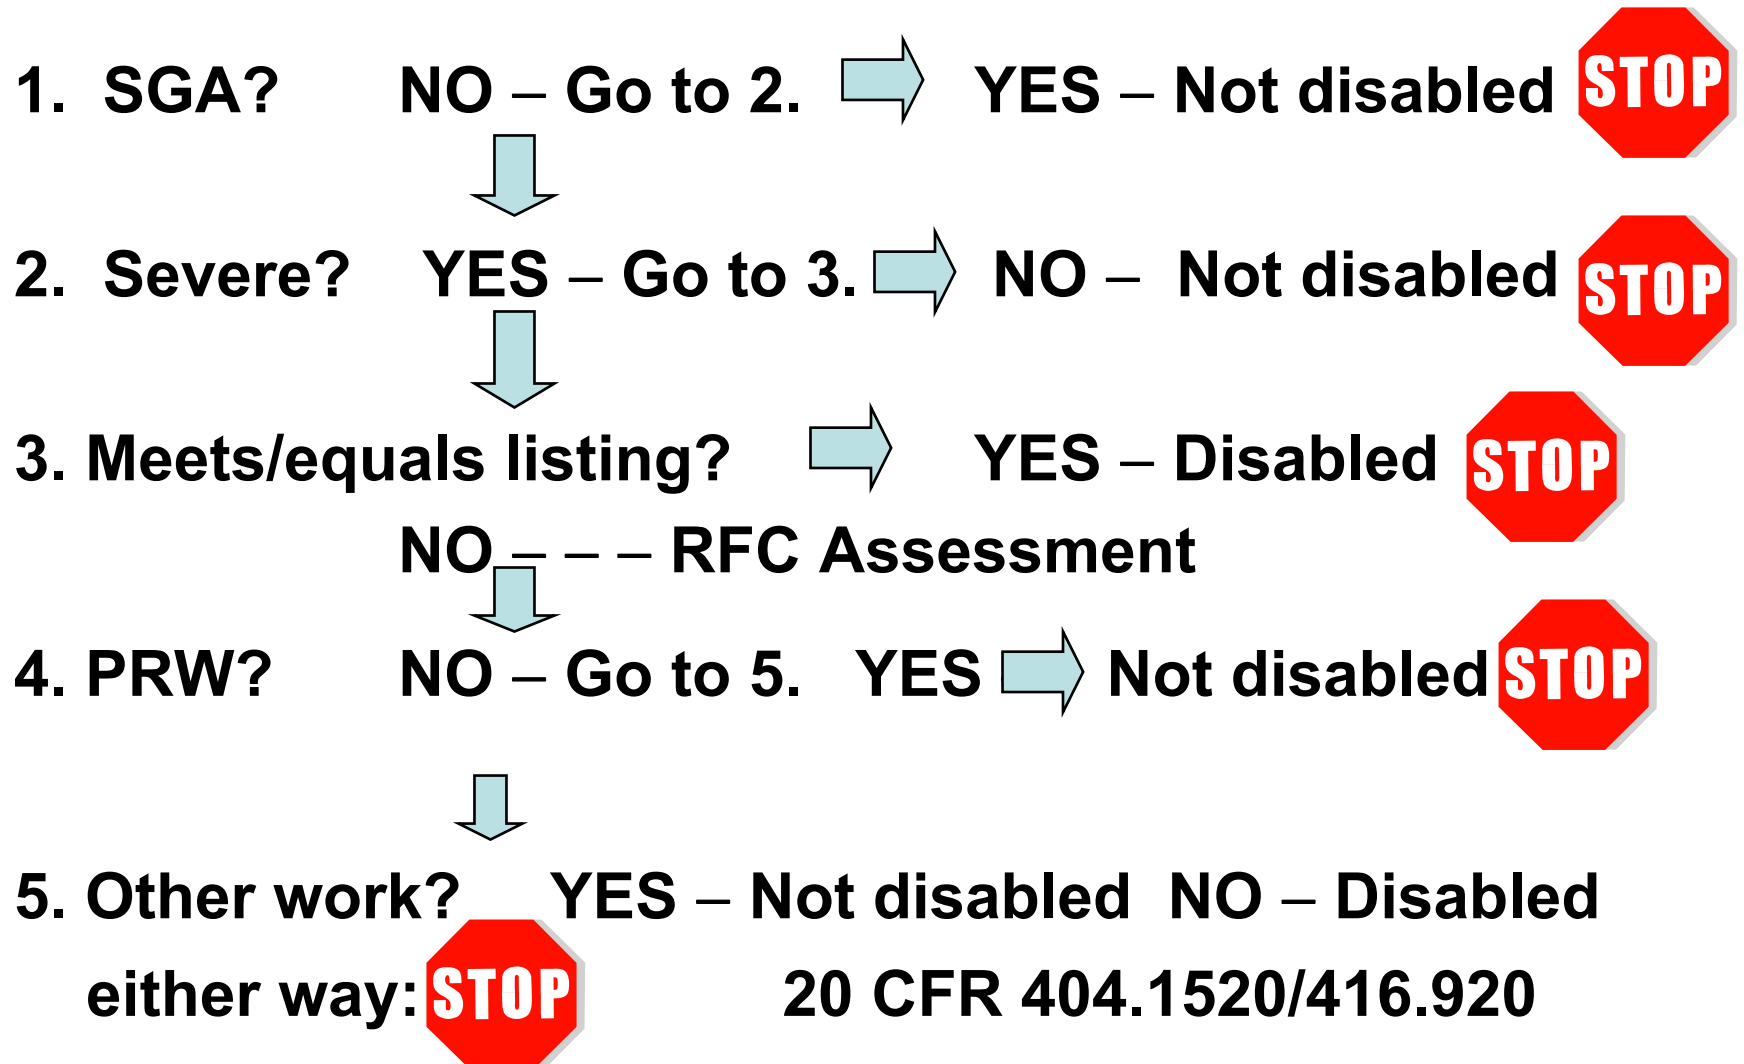 1. SGA? NO – Go to 2. YES – Not disabled STOP
2. Severe? YES – Go to 3. NO – Not disabled STOP
3. Meets/equals listing? YES – Disabled STOP
NO – – – RFC Assessment
4. PRW? NO – Go to 5. YES Not disabled STOP
5. Other work? YES – Not disabled NO – Disabled
either way: STOP 20 CFR 404.1520/416.920